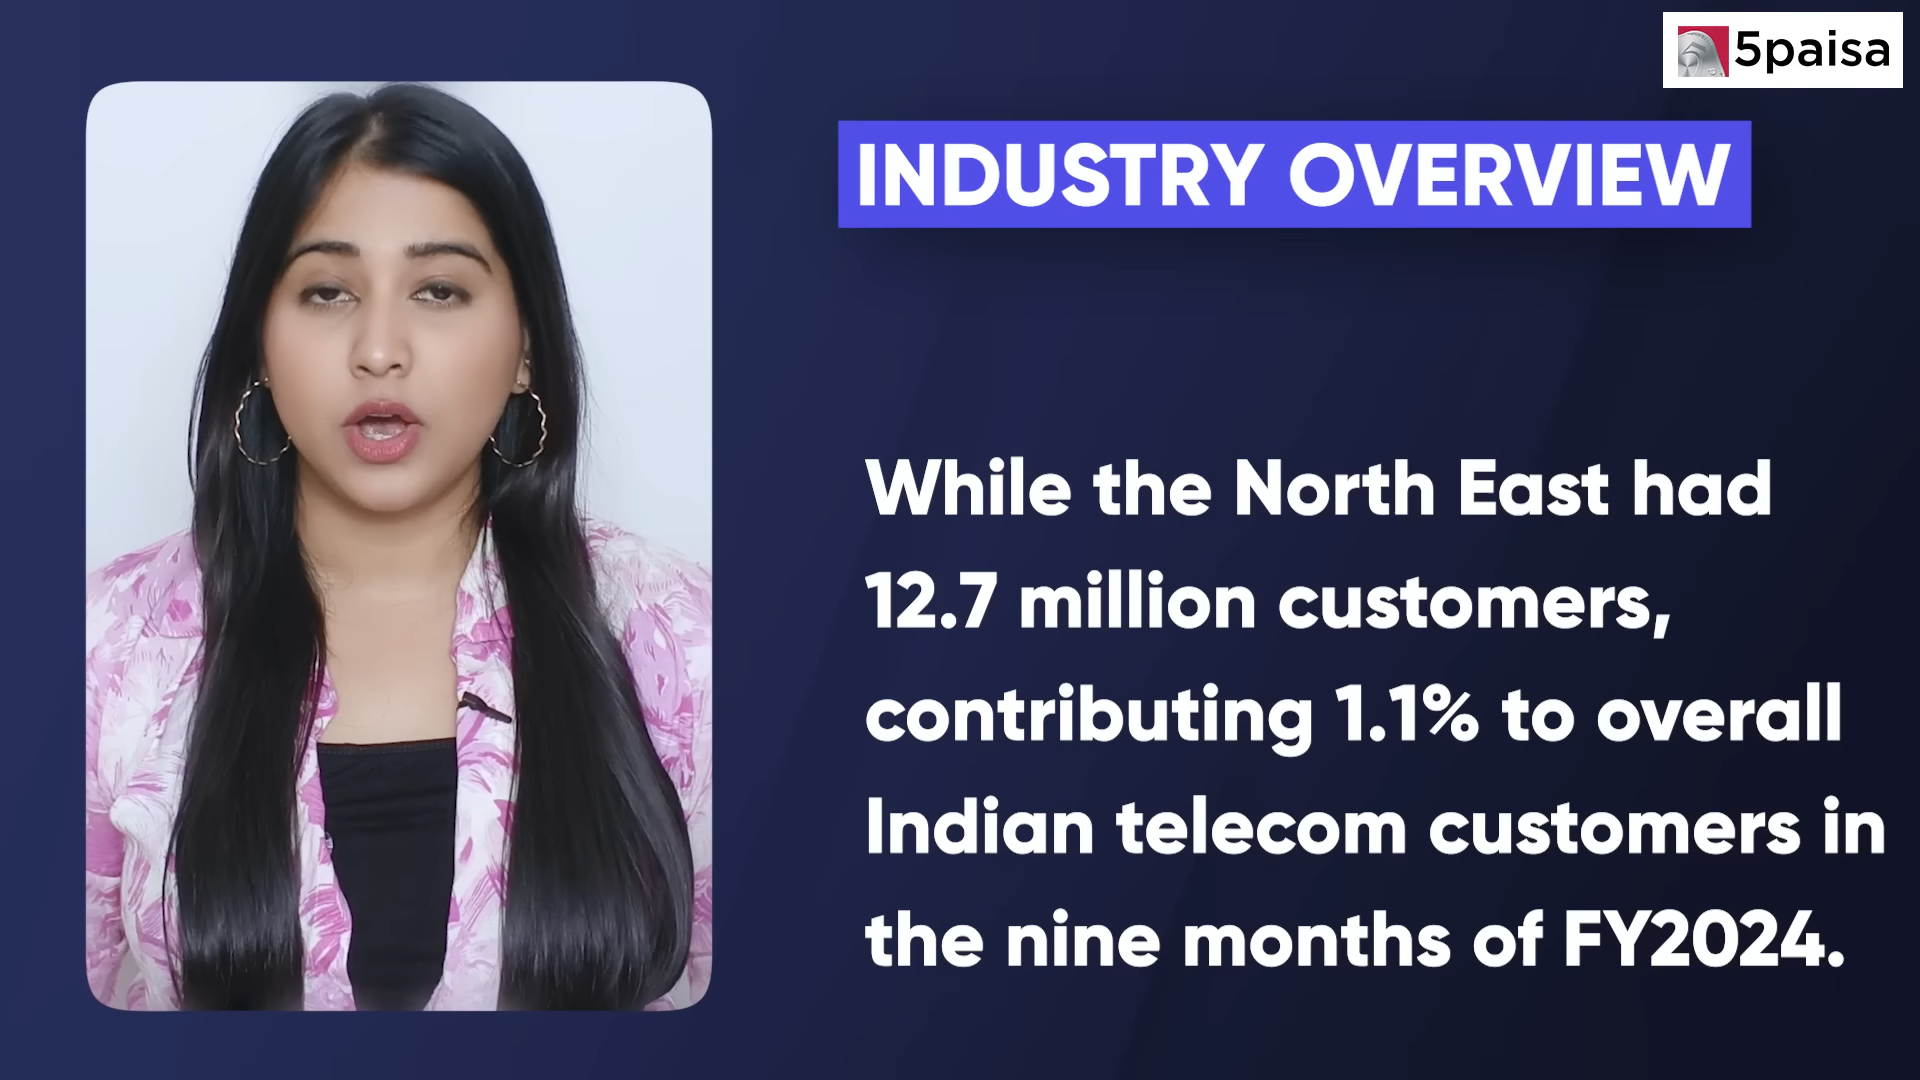 5paisa
INDUSTRY OVERVIEW
While the North East had
12.7 million customers,
contributing 1.1% to overall
Indian telecom customers in
the nine months of FY2024.